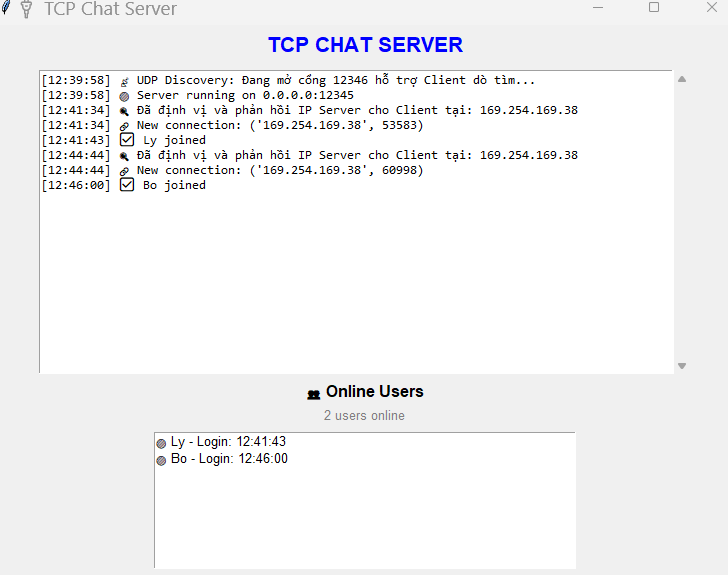 TCP Chat Server
TCP CHAT SERVER
[12:39:58] UDP Discovery: Đang mở cổng 12346 hỗ trợ Client dò tìm...
[12:39:58] Server running on 0.0.0.0:12345
[12:41:34] Đã định vị và phản hồi IP Server cho Client tại: 169.254.169.38
[12:41:34] New connection: ('169.254.169.38', 53583)
[12:41:43] Ly joined
[12:44:44] Đã định vị và phản hồi IP Server cho Client tại: 169.254.169.38
[12:44:44] New connection: ('169.254.169.38', 60998)
[12:46:00] Bo joined
Online Users
2 users online
Ly - Login: 12:41:43
Bo - Login: 12:46:00